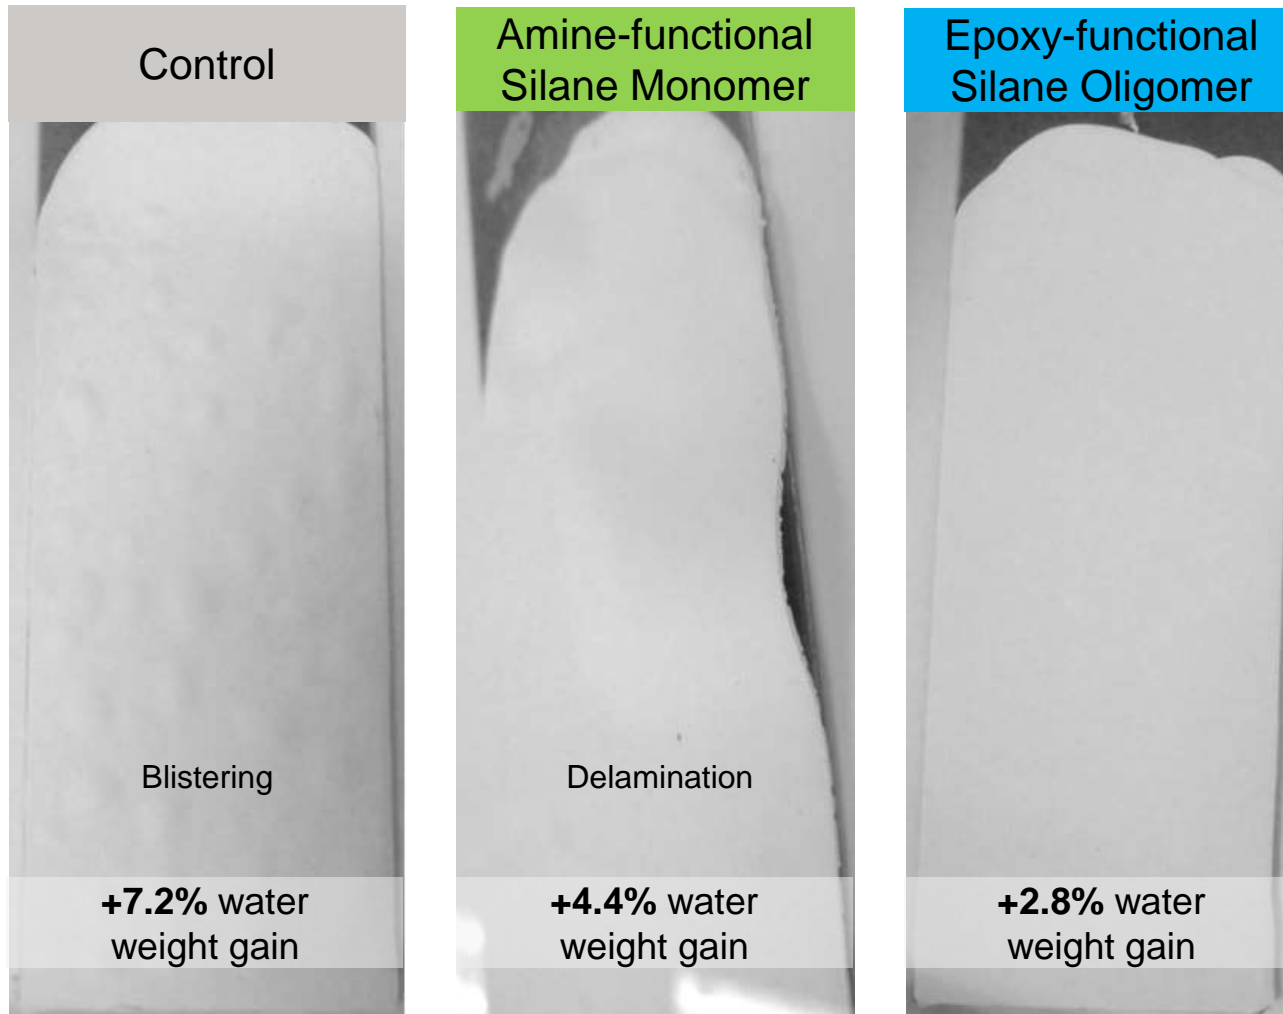 Control
Amine-functional
Silane Monomer
Epoxy-functional
Silane Oligomer
Blistering
Delamination
+7.2% water
weight gain
+4.4% water
weight gain
+2.8% water
weight gain